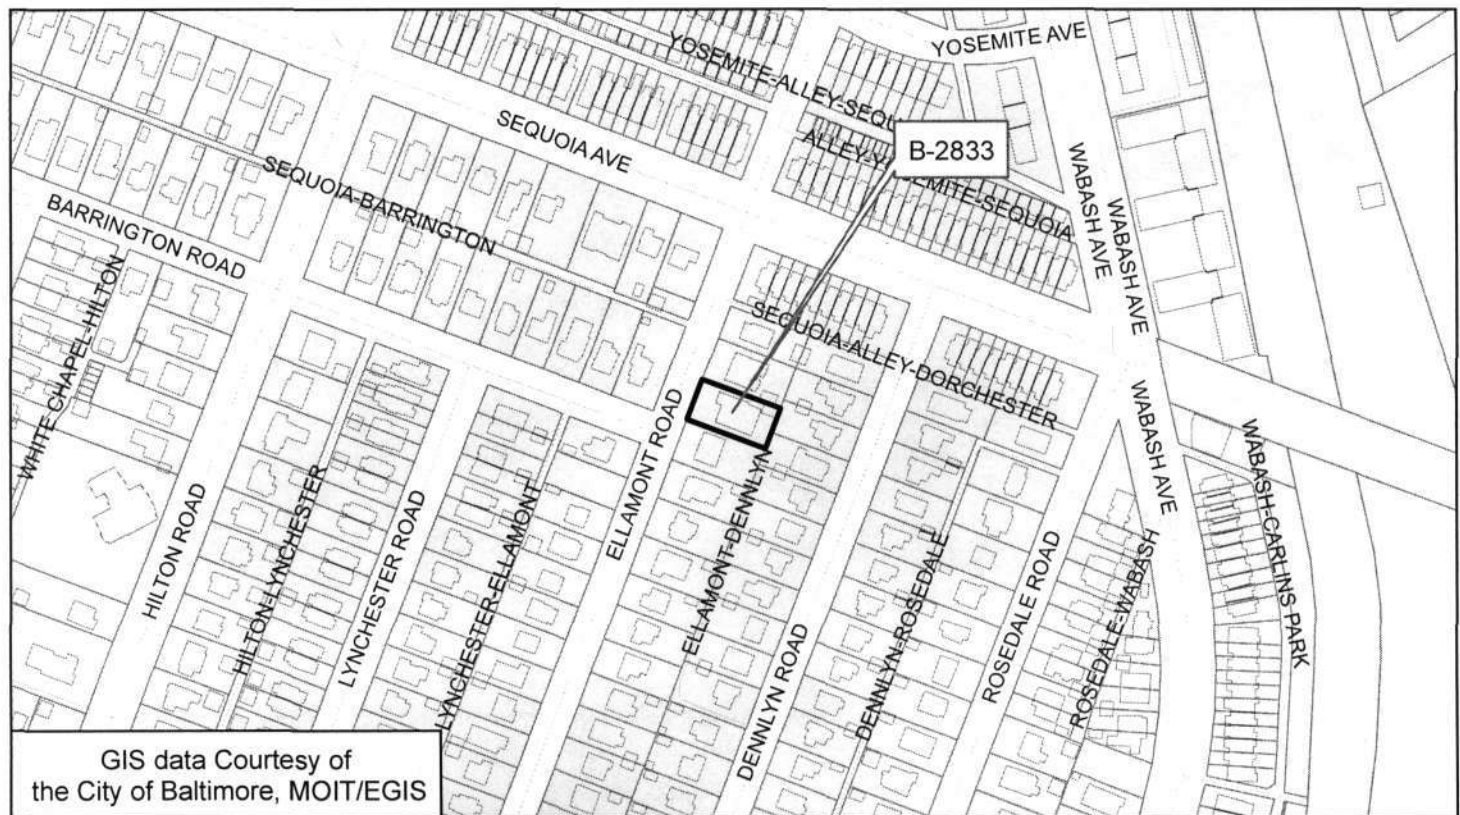 YOSEMITE AVE
YOSEMITE-ALLEY-SEQU
SEQUOIA AVE
B-2833
ALLEY-Y
EMITE-SEQUOIA
SEQUOIA-BARRINGTON
BARRINGTON ROAD
WABASH AVE
WABASH AVE
WHITE CHAPEL-HILTON
SEQUOIA-ALLEY-DORCHESTER
WABASH AVE
WABASH-CARLINS PARK
ELLAMONT ROAD
HILTON ROAD
HILTON-LYNCHESTER
LYNCHESTER ROAD
LYNCHESTER-ELLAMONT
ELLAMONT-DENNLYN
DENNLYN ROAD
DENNLYN-ROSEDALE
ROSEDALE ROAD
ROSEDALE-WABASH
GIS data Courtesy of
the City of Baltimore, MOIT/EGIS